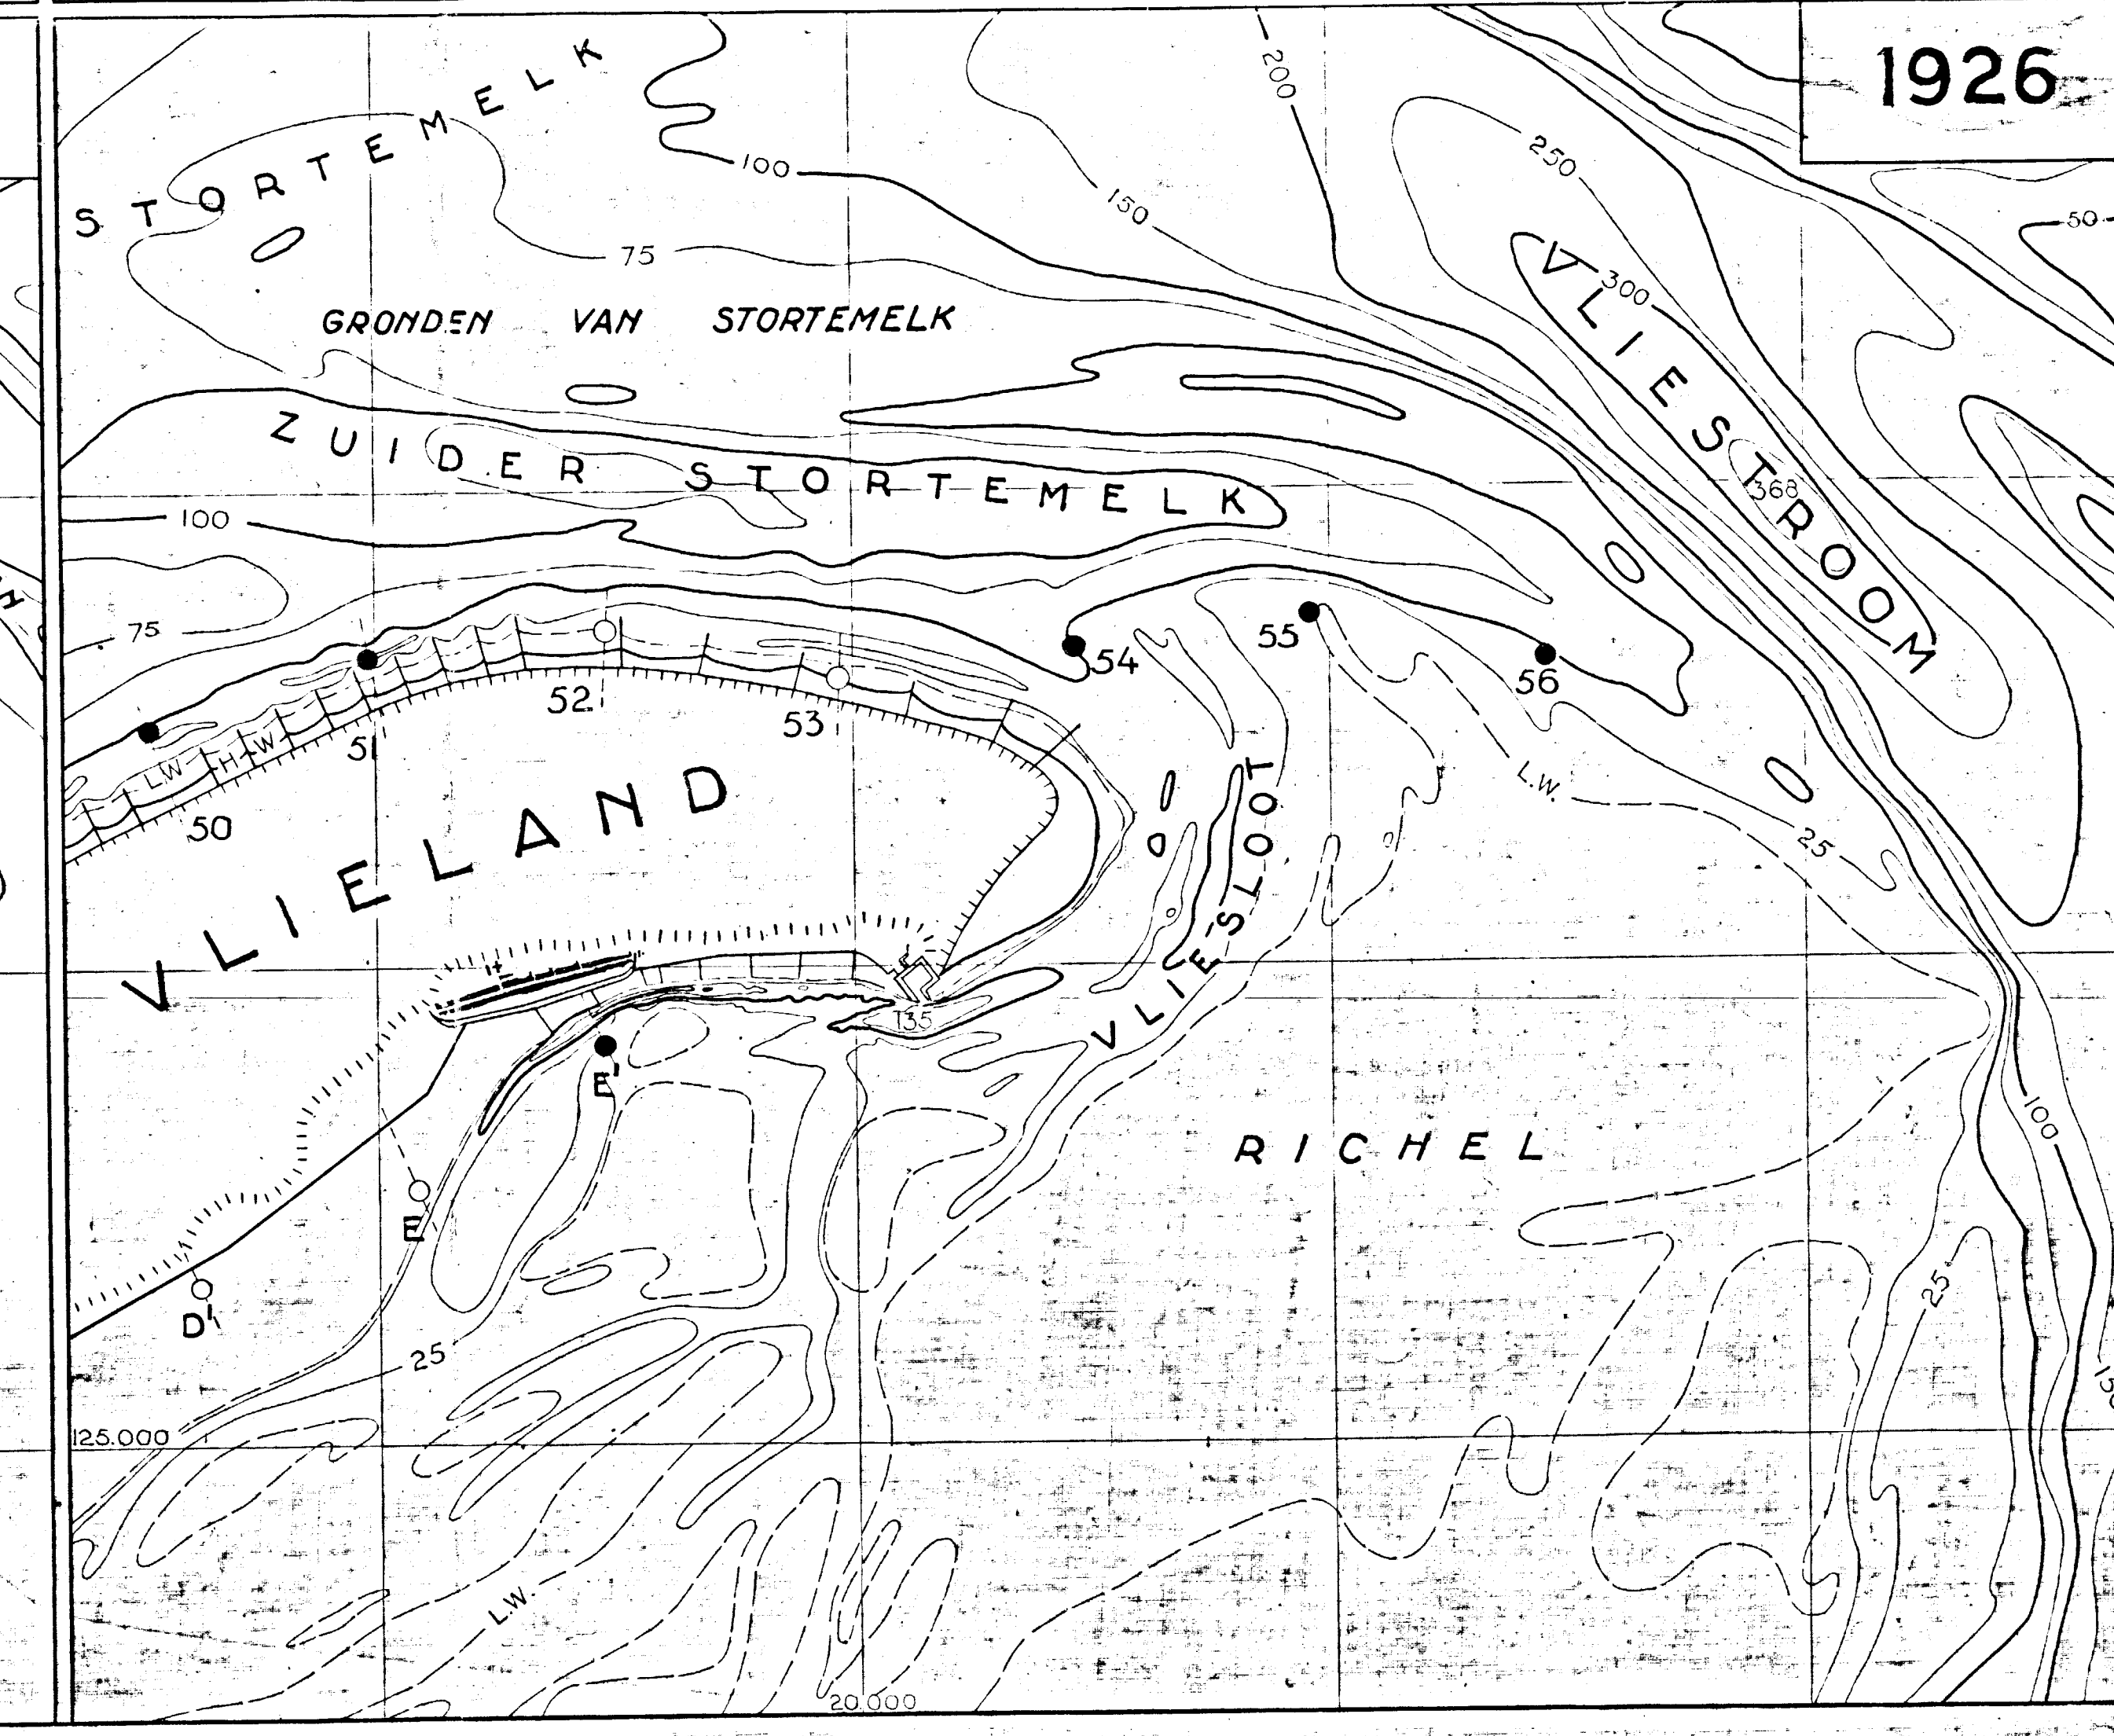 1926
STORTEMELK
200
250
100
150
50
75
VLIESTROOM
300
GRONDEN VAN STORTEMELK
ZUIDER STORTEMELK
368
100
75
54
55
56
52
53
51
50
L.W.
H.W.
L.W.
25
VLIELAND
VLIESLOOT
135
E'
E
D'
RICHEL
100
25
25
125.000
L.W.
20.000